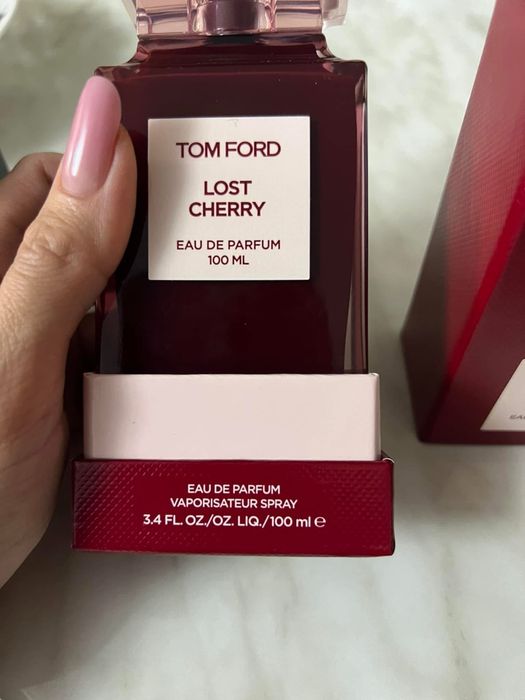 TOM FORD
LOST
CHERRY
EAU DE PARFUM
100 ML
EAU DE PARFUM
VAPORISATEUR SPRAY
3.4 FL. OZ./OZ. LIQ./100 ml ℮